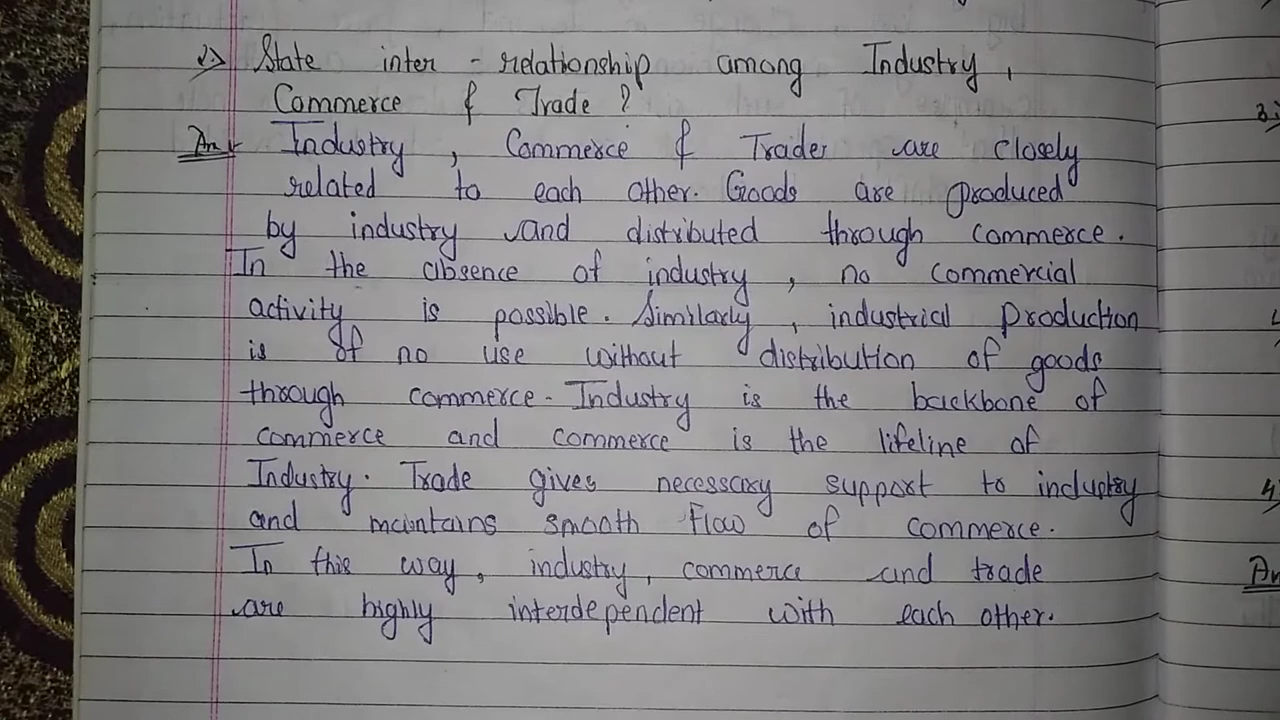 2.) State inter - relationship among Industry,
Commerce & Trade ?
Ans Industry, Commerce & Trade are closely
related to each other. Goods are produced
by industry and distributed through commerce.
In the absence of industry, no commercial
activity is possible. Similarly, industrial production
is of no use without distribution of goods
through commerce. Industry is the backbone of
commerce and commerce is the lifeline of
Industry. Trade gives necessary support to industry
and maintains smooth flow of commerce.
In this way, industry, commerce and trade
are highly interdependent with each other.
3)
4)
An